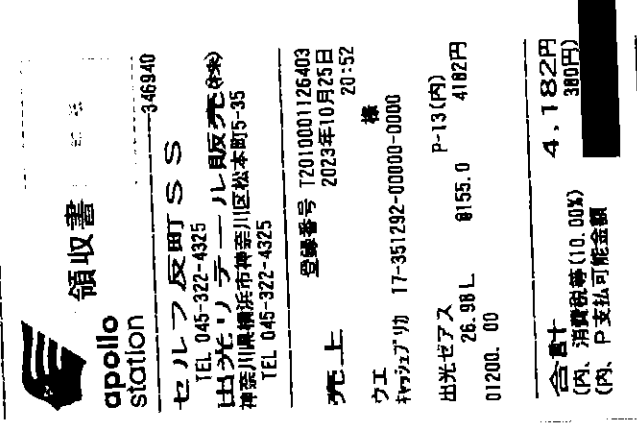 apollo
station
領収書
346940
セルフ反町SS
TEL 045-322-4325
出光リテール販売(株)
神奈川県横浜市神奈川区松本町5-35
TEL 045-322-4325
登録番号 T2010001126403
2023年10月25日
売上 20:52
ウエ 様
キャッシュプリカ 17-351292-00000-0000
出光ゼアス P-13(内)
26.98L @155.0 4182円
01200. 00
合計 4,182円
(内、消費税等(10.00%) 380円)
(内、P支払可能金額